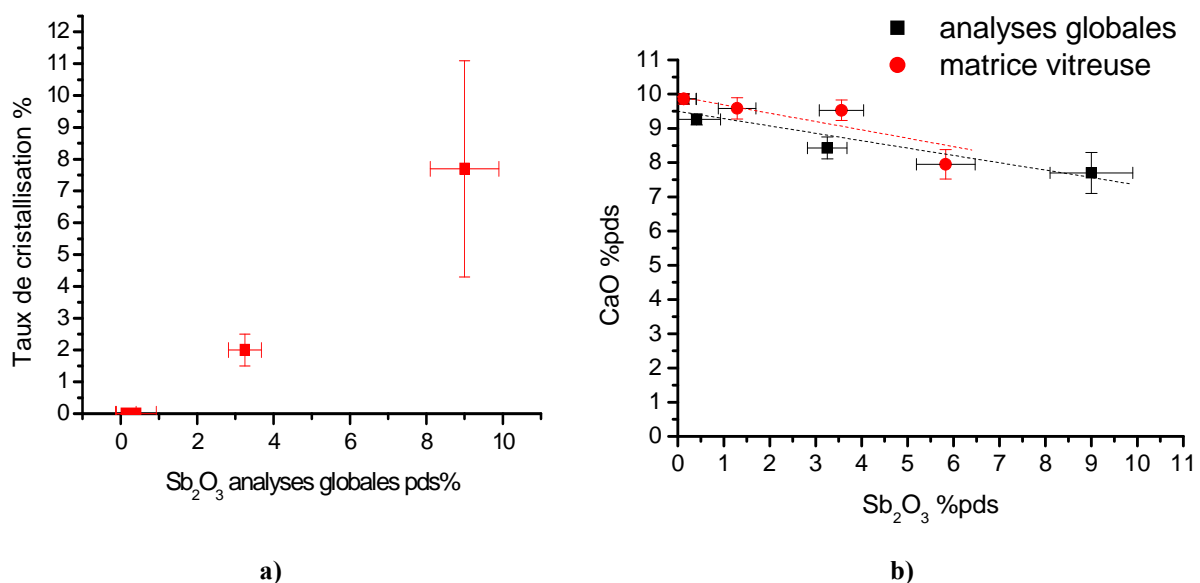 Taux de cristallisation %
12
11
10
9
8
7
6
5
4
3
2
1
0
0 2 4 6 8 10
Sb₂O₃ analyses globales pds%
a)
analyses globales
matrice vitreuse
CaO %pds
11
10
9
8
7
6
5
4
3
2
1
0
0 1 2 3 4 5 6 7 8 9 10 11
Sb₂O₃ %pds
b)